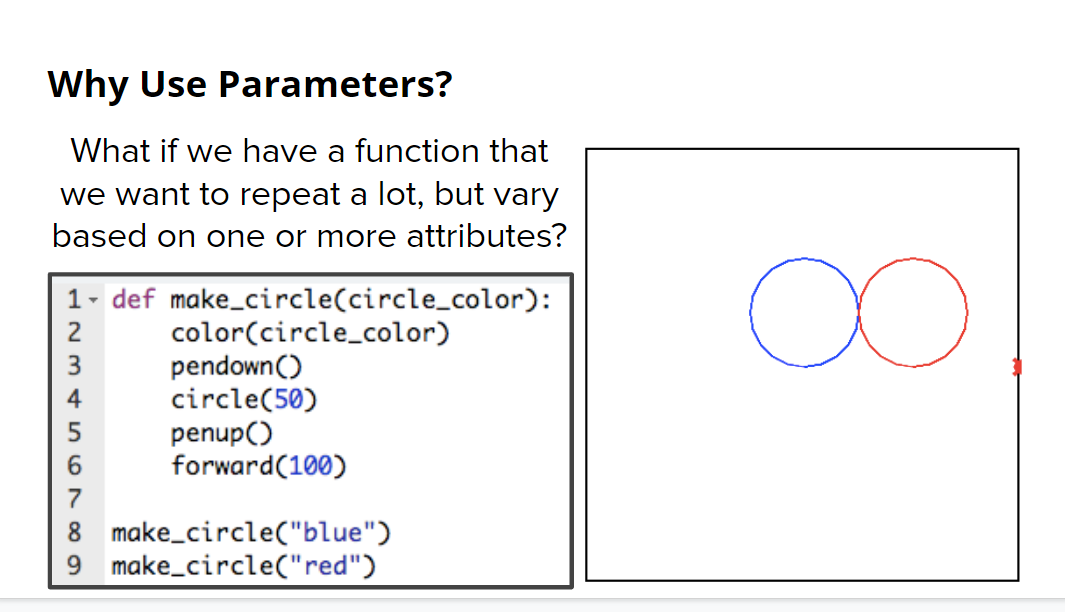 Why Use Parameters?
What if we have a function that
we want to repeat a lot, but vary
based on one or more attributes?
1 def make_circle(circle_color):
2     color(circle_color)
3     pendown()
4     circle(50)
5     penup()
6     forward(100)
7
8 make_circle("blue")
9 make_circle("red")